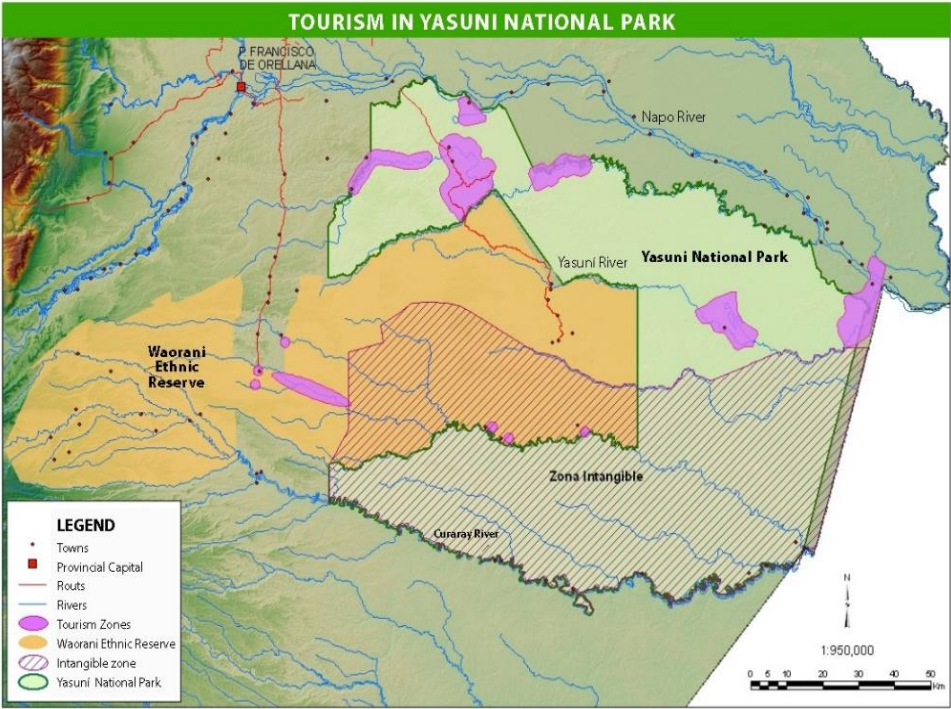 TOURISM IN YASUNI NATIONAL PARK
P. FRANCISCO
DE ORELLANA
Napo River
Yasuní River
Yasuni National Park
Waorani
Ethnic
Reserve
Zona Intangible
Curaray River
LEGEND
Towns
Provincial Capital
Routs
Rivers
Tourism Zones
Waorani Ethnic Reserve
Intangible zone
Yasuní National Park
N
1:950,000
0 5 10 20 30 40 50
Km